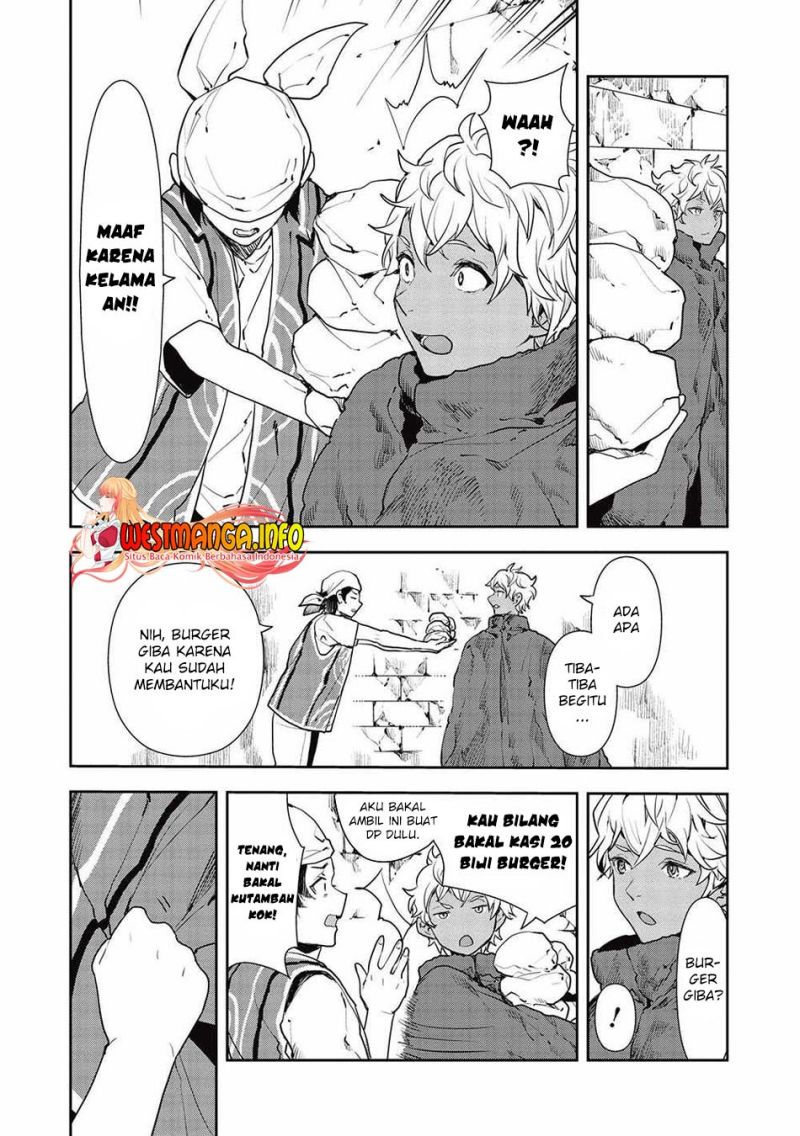 WAAH
?!
MAAF
KARENA
KELAMA
AN!!
WESTMANGA.INFO
Situs Baca Komik Berbahasa Indonesia
ADA
APA
TIBA-
TIBA
BEGITU
...
NIH, BURGER
GIBA KARENA
KAU SUDAH
MEMBANTUKU!
BUR-
GER
GIBA?
!
KAU BILANG
BAKAL KASI 20
BIJI BURGER!
AKU BAKAL
AMBIL INI BUAT
DP DULU.
TENANG,
NANTI
BAKAL
KUTAMBAH
KOK!